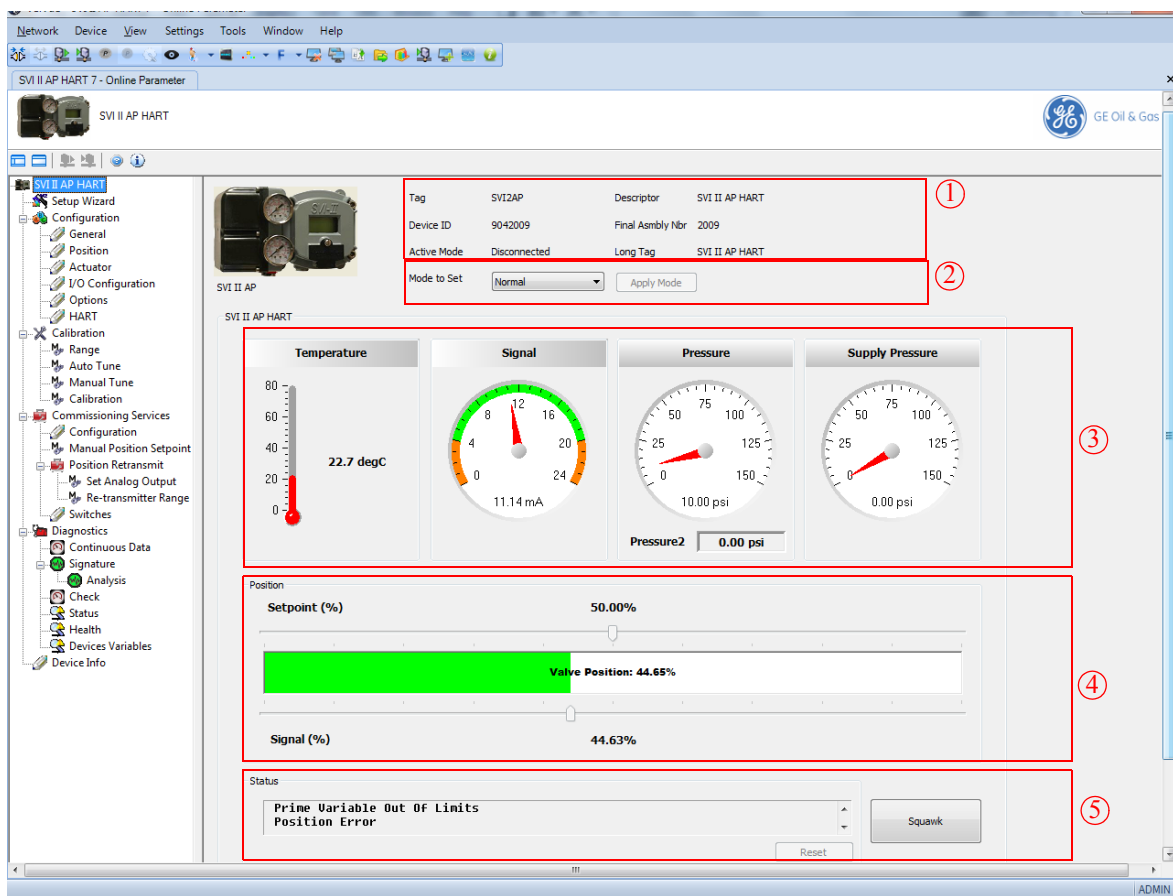 Network Device View Settings Tools Window Help
SVI II AP HART 7 - Online Parameter
SVI II AP HART
GE Oil & Gas
SVI II AP HART
Setup Wizard
Configuration
General
Position
Actuator
I/O Configuration
Options
HART
Calibration
Range
Auto Tune
Manual Tune
Calibration
Commissioning Services
Configuration
Manual Position Setpoint
Position Retransmit
Set Analog Output
Re-transmitter Range
Switches
Diagnostics
Continuous Data
Signature
Analysis
Check
Status
Health
Devices Variables
Device Info
SVI II AP
Tag SVI2AP Descriptor SVI II AP HART
Device ID 9042009 Final Asmbly Nbr 2009
Active Mode Disconnected Long Tag SVI II AP HART
①
Mode to Set Normal Apply Mode
②
SVI II AP HART
Temperature
80
60
40
20
0
22.7 degC
Signal
0 4 8 12 16 20 24
11.14 mA
Pressure
0 25 50 75 100 125 150
10.00 psi
Pressure2 0.00 psi
Supply Pressure
0 25 50 75 100 125 150
0.00 psi
③
Position
Setpoint (%) 50.00%
Valve Position: 44.65%
Signal (%) 44.63%
④
Status
Prime Variable Out Of Limits
Position Error
Squawk
Reset
⑤
ADMIN